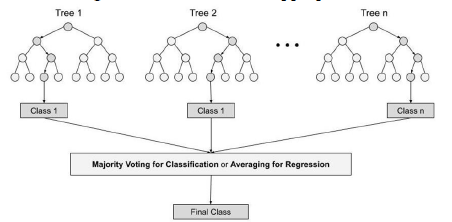 Tree 1
Tree 2
Tree n
Class 1
Class 1
Class n
Majority Voting for Classification or Averaging for Regression
Final Class